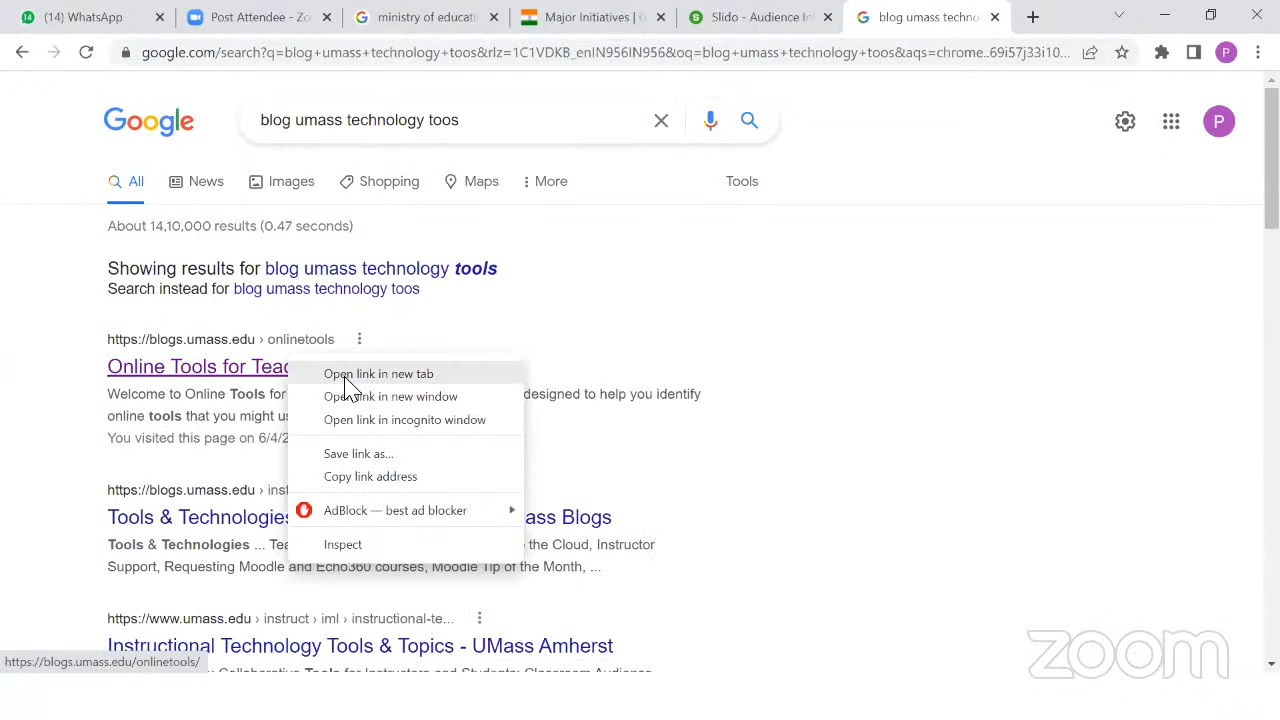 (14) WhatsApp
Post Attendee - Zo
ministry of educati
Major Initiatives | G
Slido - Audience In
blog umass techno
google.com/search?q=blog+umass+technology+toos&rlz=1C1VDKB_enIN956IN956&oq=blog+umass+technology+toos&aqs=chrome..69i57j33i10...
P
Google
blog umass technology toos
P
All
News
Images
Shopping
Maps
More
Tools
About 14,10,000 results (0.47 seconds)
Showing results for blog umass technology tools
Search instead for blog umass technology toos
https://blogs.umass.edu › onlinetools
Online Tools for Teac
Welcome to Online Tools for designed to help you identify
online tools that you might us
You visited this page on 6/4/2
Open link in new tab
Open link in new window
Open link in incognito window
Save link as...
Copy link address
AdBlock — best ad blocker
Inspect
https://blogs.umass.edu › inst
Tools & Technologies ass Blogs
Tools & Technologies ... Tea the Cloud, Instructor
Support, Requesting Moodle and Echo360 courses, Moodle Tip of the Month, ...
https://www.umass.edu › instruct › iml › instructional-te...
Instructional Technology Tools & Topics - UMass Amherst
Collaborative Tools for Instructors and Students: Classroom Audience
https://blogs.umass.edu/onlinetools/
zoom